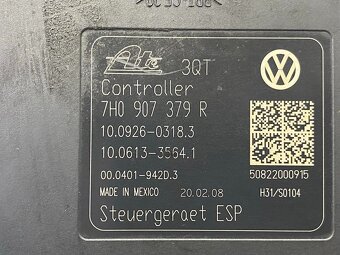 Ate 3QT
Controller
7H0 907 379 R
10.0926-0318.3
10.0613-3564.1
00.0401-942D.3
50822000915
MADE IN MEXICO 20.02.08 H31/S0104
Steuergeraet ESP